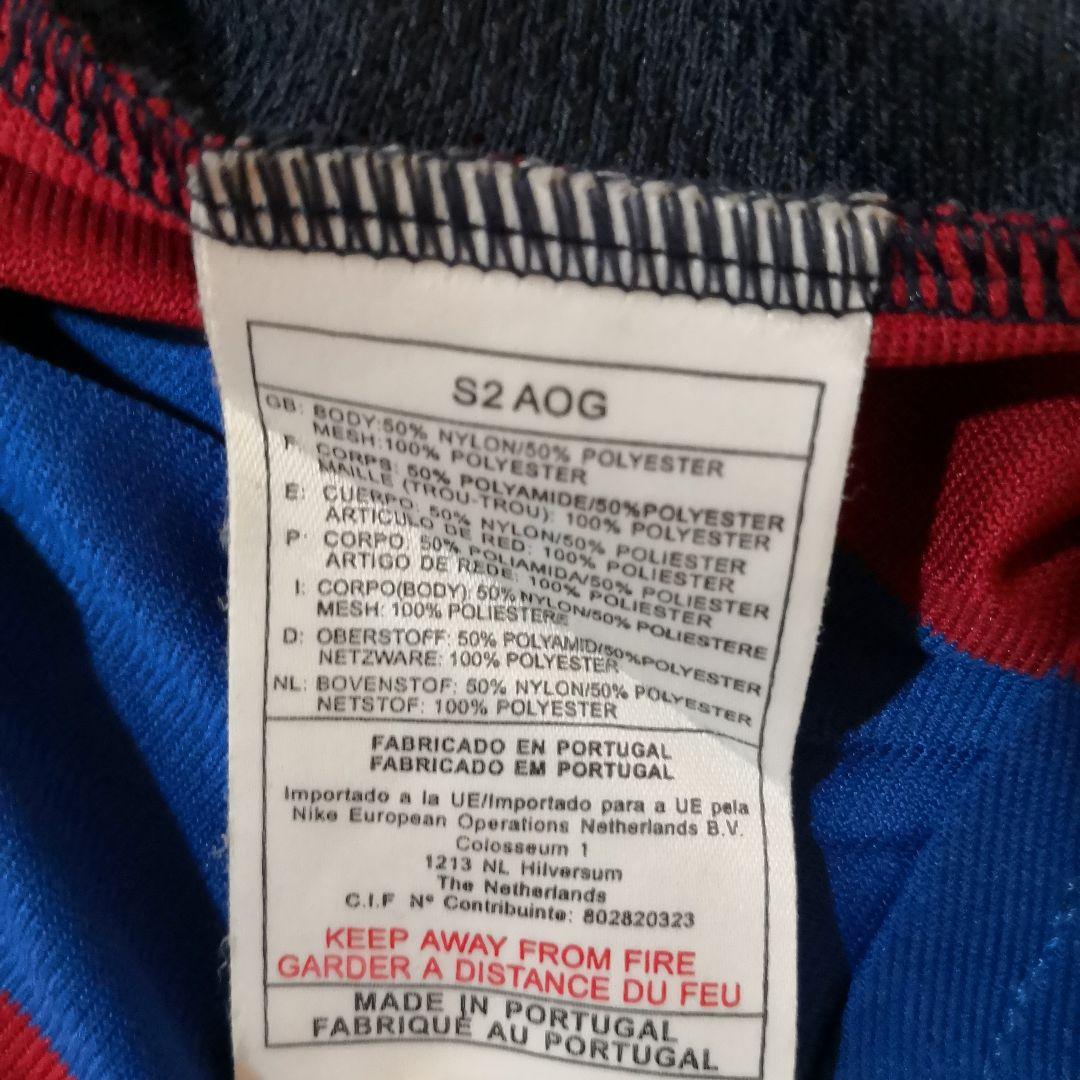 S2 AOG
GB: BODY:50% NYLON/50% POLYESTER
MESH:100% POLYESTER
F: CORPS: 50% POLYAMIDE/50%POLYESTER
MAILLE (TROU-TROU): 100% POLYESTER
E: CUERPO: 50% NYLON/50% POLIESTER
ARTICULO DE RED: 100% POLIESTER
P: CORPO: 50% POLIAMIDA/50% POLIESTER
ARTIGO DE REDE: 100% POLIESTER
I: CORPO(BODY): 50% NYLON/50% POLIESTERE
MESH: 100% POLIESTERE
D: OBERSTOFF: 50% POLYAMID/50%POLYESTER
NETZWARE: 100% POLYESTER
NL: BOVENSTOF: 50% NYLON/50% POLYESTER
NETSTOF: 100% POLYESTER
FABRICADO EN PORTUGAL
FABRICADO EM PORTUGAL
Importado a la UE/Importado para a UE pela
Nike European Operations Netherlands B.V.
Colosseum 1
1213 NL Hilversum
The Netherlands
C.I.F Nº Contribuinte: 802820323
KEEP AWAY FROM FIRE
GARDER A DISTANCE DU FEU
MADE IN PORTUGAL
FABRIQUÉ AU PORTUGAL